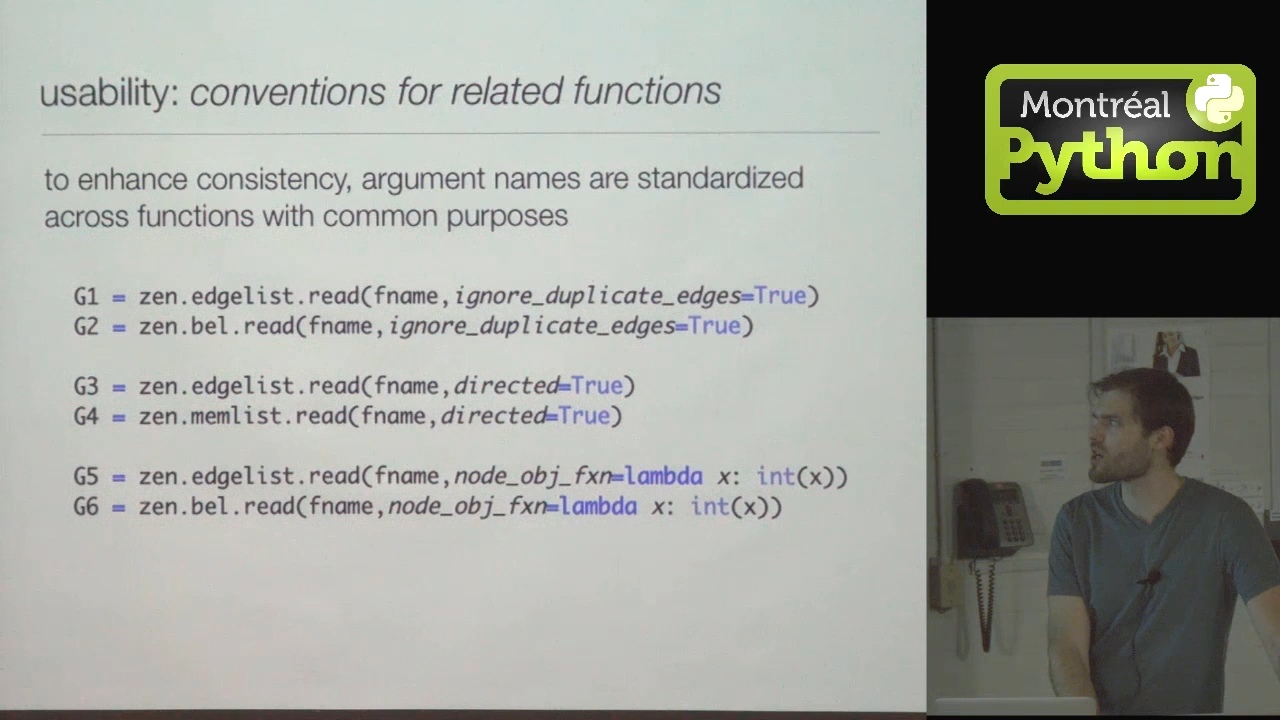 usability: conventions for related functions
to enhance consistency, argument names are standardized
across functions with common purposes
G1 = zen.edgelist.read(fname,ignore_duplicate_edges=True)
G2 = zen.bel.read(fname,ignore_duplicate_edges=True)
G3 = zen.edgelist.read(fname,directed=True)
G4 = zen.memlist.read(fname,directed=True)
G5 = zen.edgelist.read(fname,node_obj_fxn=lambda x: int(x))
G6 = zen.bel.read(fname,node_obj_fxn=lambda x: int(x))
Montréal
Python